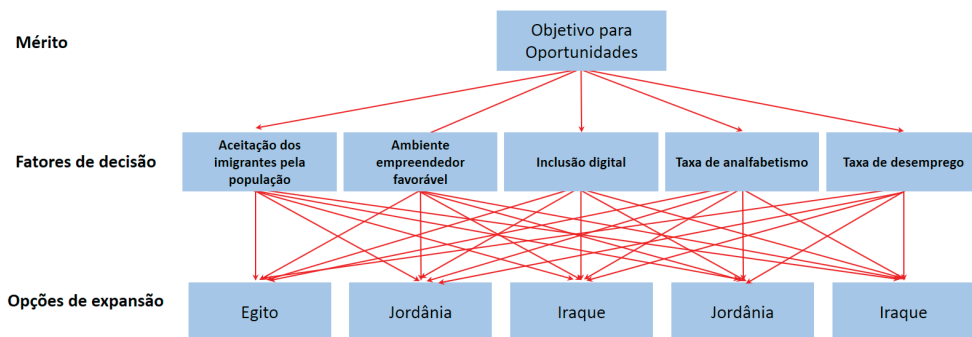 Mérito
Objetivo para
Oportunidades
Fatores de decisão
Aceitação dos
imigrantes pela
população
Ambiente
empreendedor
favorável
Inclusão digital
Taxa de analfabetismo
Taxa de desemprego
Opções de expansão
Egito
Jordânia
Iraque
Jordânia
Iraque